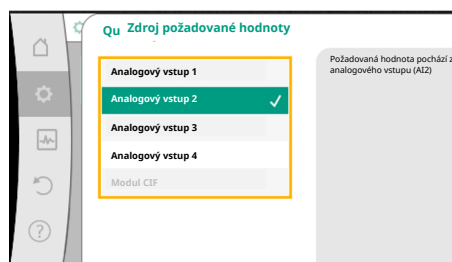 Qu Zdroj požadované hodnoty
Analogový vstup 1
Analogový vstup 2
Analogový vstup 3
Analogový vstup 4
Modul CIF
Požadovaná hodnota pochází z
analogového vstupu (AI2)